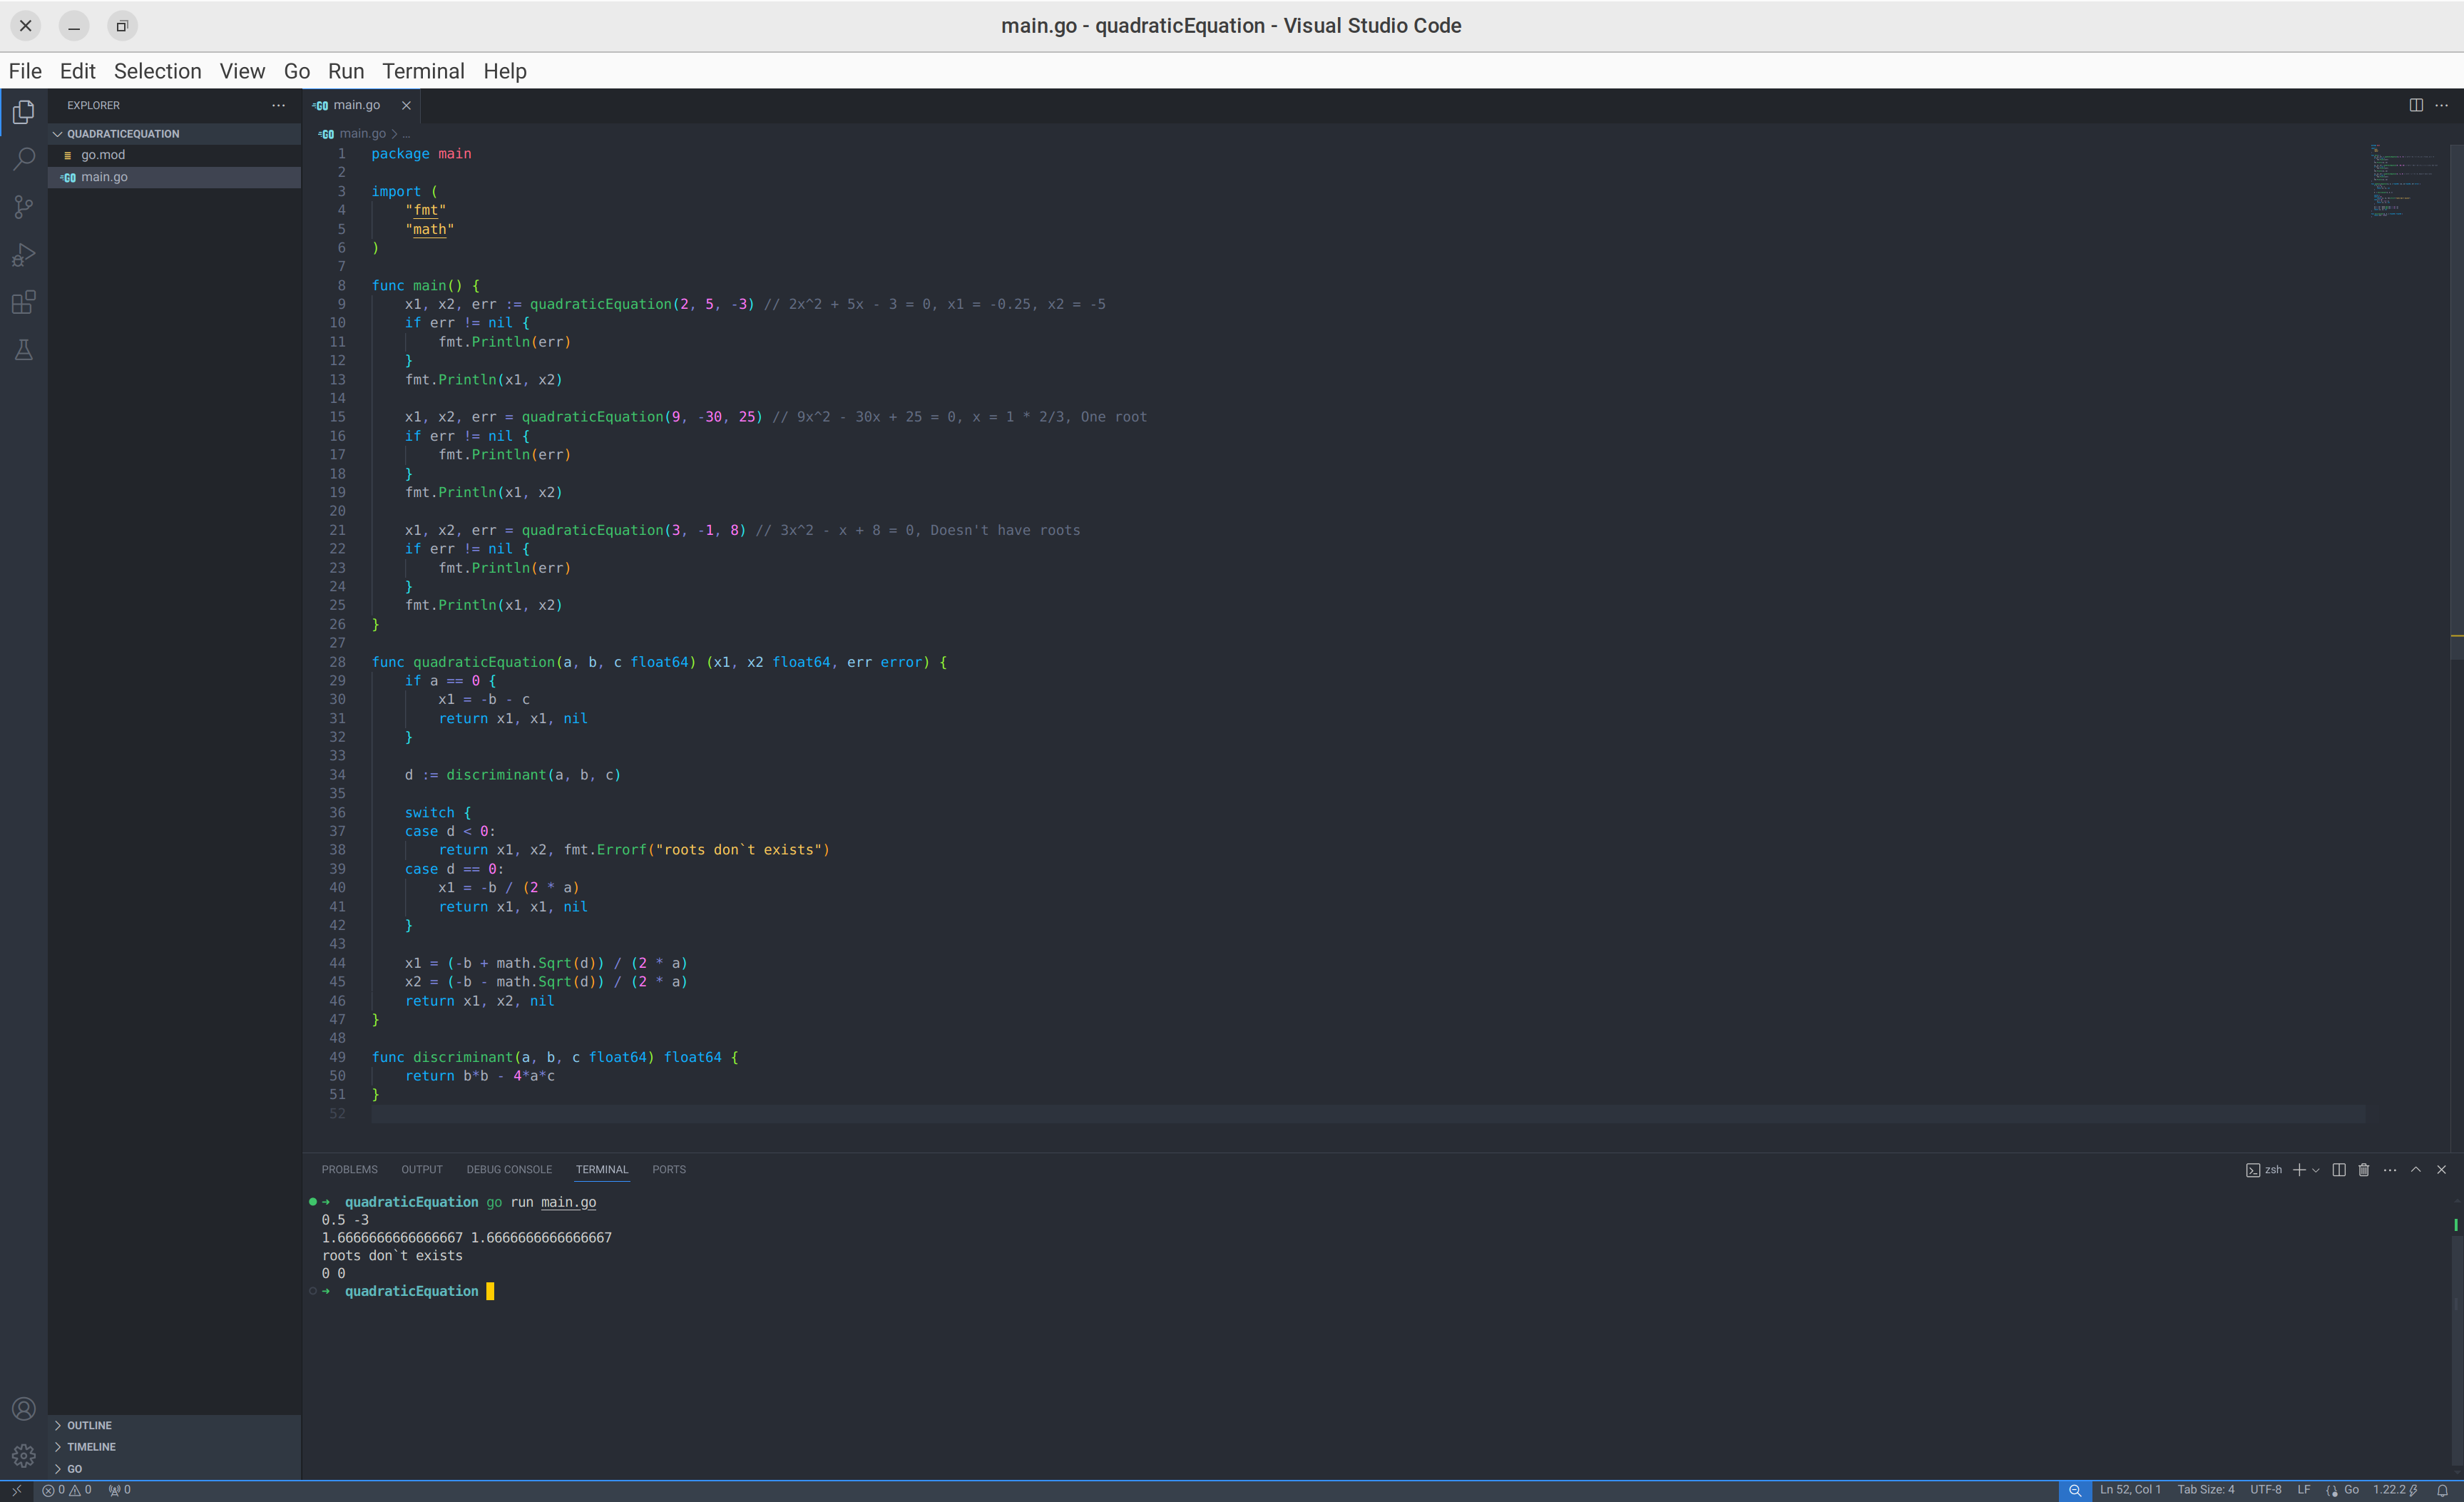 main.go - quadraticEquation - Visual Studio Code
File Edit Selection View Go Run Terminal Help
EXPLORER
QUADRATICEQUATION
go.mod
main.go
OUTLINE
TIMELINE
GO
GO main.go
GO main.go > ...
1 package main
2
3 import (
4 "fmt"
5 "math"
6 )
7
8 func main() {
9 x1, x2, err := quadraticEquation(2, 5, -3) // 2x^2 + 5x - 3 = 0, x1 = -0.25, x2 = -5
10 if err != nil {
11 fmt.Println(err)
12 }
13 fmt.Println(x1, x2)
14
15 x1, x2, err = quadraticEquation(9, -30, 25) // 9x^2 - 30x + 25 = 0, x = 1 * 2/3, One root
16 if err != nil {
17 fmt.Println(err)
18 }
19 fmt.Println(x1, x2)
20
21 x1, x2, err = quadraticEquation(3, -1, 8) // 3x^2 - x + 8 = 0, Doesn't have roots
22 if err != nil {
23 fmt.Println(err)
24 }
25 fmt.Println(x1, x2)
26 }
27
28 func quadraticEquation(a, b, c float64) (x1, x2 float64, err error) {
29 if a == 0 {
30 x1 = -b - c
31 return x1, x1, nil
32 }
33
34 d := discriminant(a, b, c)
35
36 switch {
37 case d < 0:
38 return x1, x2, fmt.Errorf("roots don`t exists")
39 case d == 0:
40 x1 = -b / (2 * a)
41 return x1, x1, nil
42 }
43
44 x1 = (-b + math.Sqrt(d)) / (2 * a)
45 x2 = (-b - math.Sqrt(d)) / (2 * a)
46 return x1, x2, nil
47 }
48
49 func discriminant(a, b, c float64) float64 {
50 return b*b - 4*a*c
51 }
52
PROBLEMS OUTPUT DEBUG CONSOLE TERMINAL PORTS
zsh
→ quadraticEquation go run main.go
0.5 -3
1.6666666666666667 1.6666666666666667
roots don`t exists
0 0
→ quadraticEquation
0 0 0
Ln 52, Col 1 Tab Size: 4 UTF-8 LF Go 1.22.2